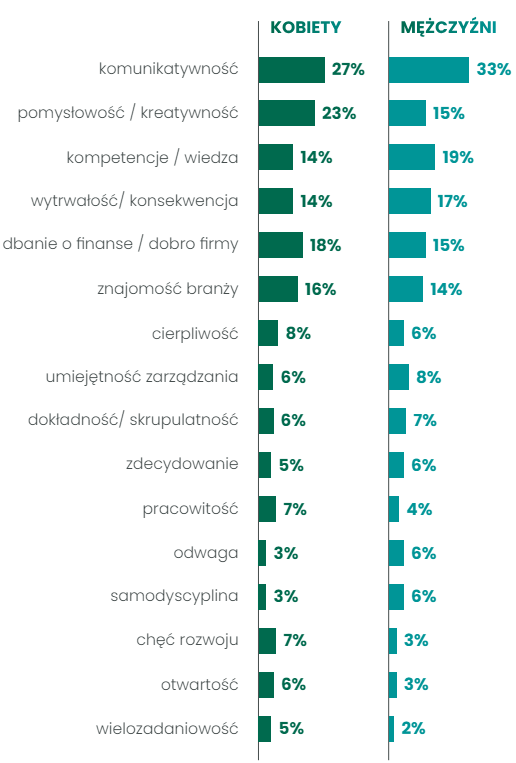 KOBIETY MĘŻCZYŹNI
komunikatywność 27% 33%
pomysłowość / kreatywność 23% 15%
kompetencje / wiedza 14% 19%
wytrwałość/ konsekwencja 14% 17%
dbanie o finanse / dobro firmy 18% 15%
znajomość branży 16% 14%
cierpliwość 8% 6%
umiejętność zarządzania 6% 8%
dokładność/ skrupulatność 6% 7%
zdecydowanie 5% 6%
pracowitość 7% 4%
odwaga 3% 6%
samodyscyplina 3% 6%
chęć rozwoju 7% 3%
otwartość 6% 3%
wielozadaniowość 5% 2%